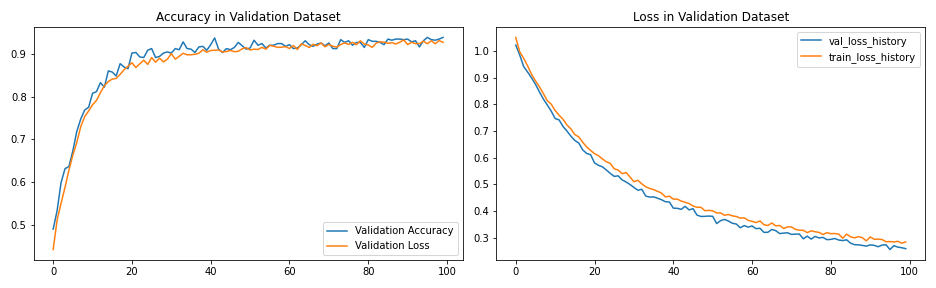 Accuracy in Validation Dataset
0.9
0.8
0.7
0.6
0.5
0 20 40 60 80 100
Validation Accuracy
Validation Loss
Loss in Validation Dataset
1.0
0.9
0.8
0.7
0.6
0.5
0.4
0.3
0 20 40 60 80 100
val_loss_history
train_loss_history